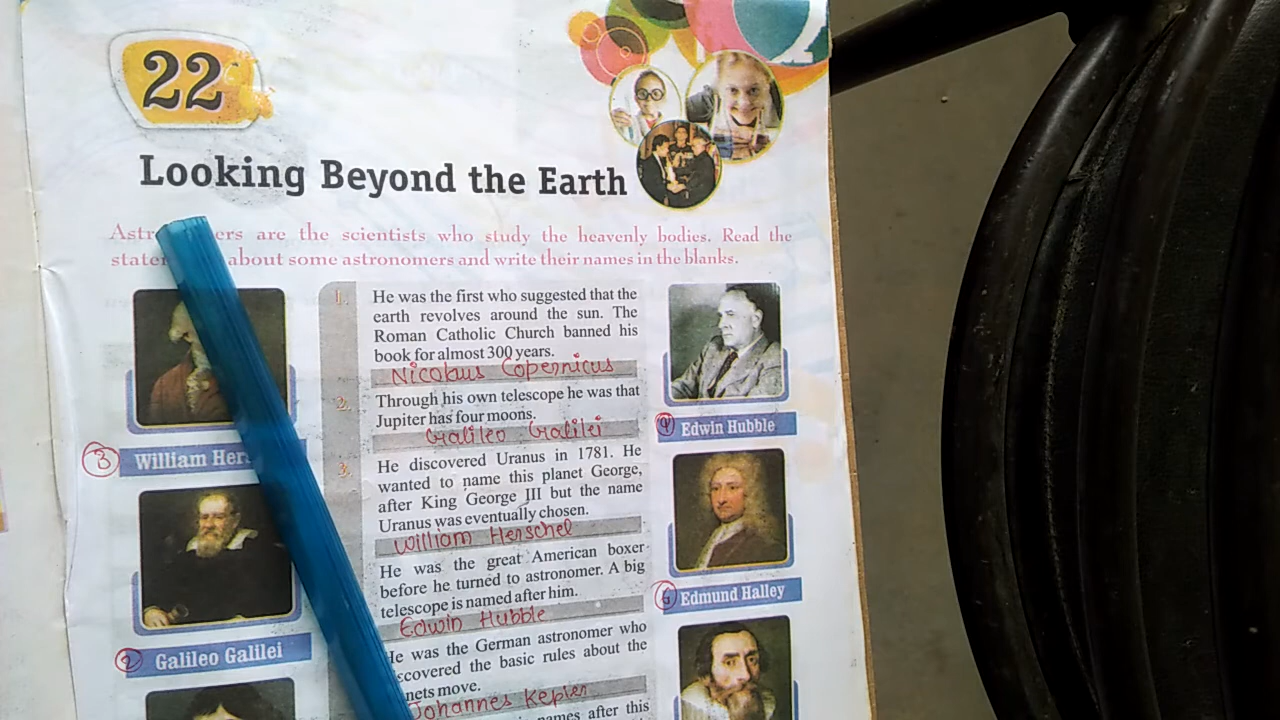 22
Looking Beyond the Earth
are the scientists who study the heavenly bodies. Read the
about some astronomers and write their names in the blanks.
1. He was the first who suggested that the
earth revolves around the sun. The
Roman Catholic Church banned his
book for almost 300 years.
Nicolaus Copernicus
2. Through his own telescope he was that
Jupiter has four moons.
Galileo Galilei
3. He discovered Uranus in 1781. He
wanted to name this planet George,
after King George III but the name
Uranus was eventually chosen.
William Herschel
He was the great American boxer
before he turned to astronomer. A big
telescope is named after him.
Edwin Hubble
He was the German astronomer who
the basic rules about the
move.
Johannes Kepler
names after this
3 William
2 Galileo Galilei
4 Edwin Hubble
6 Edmund Halley